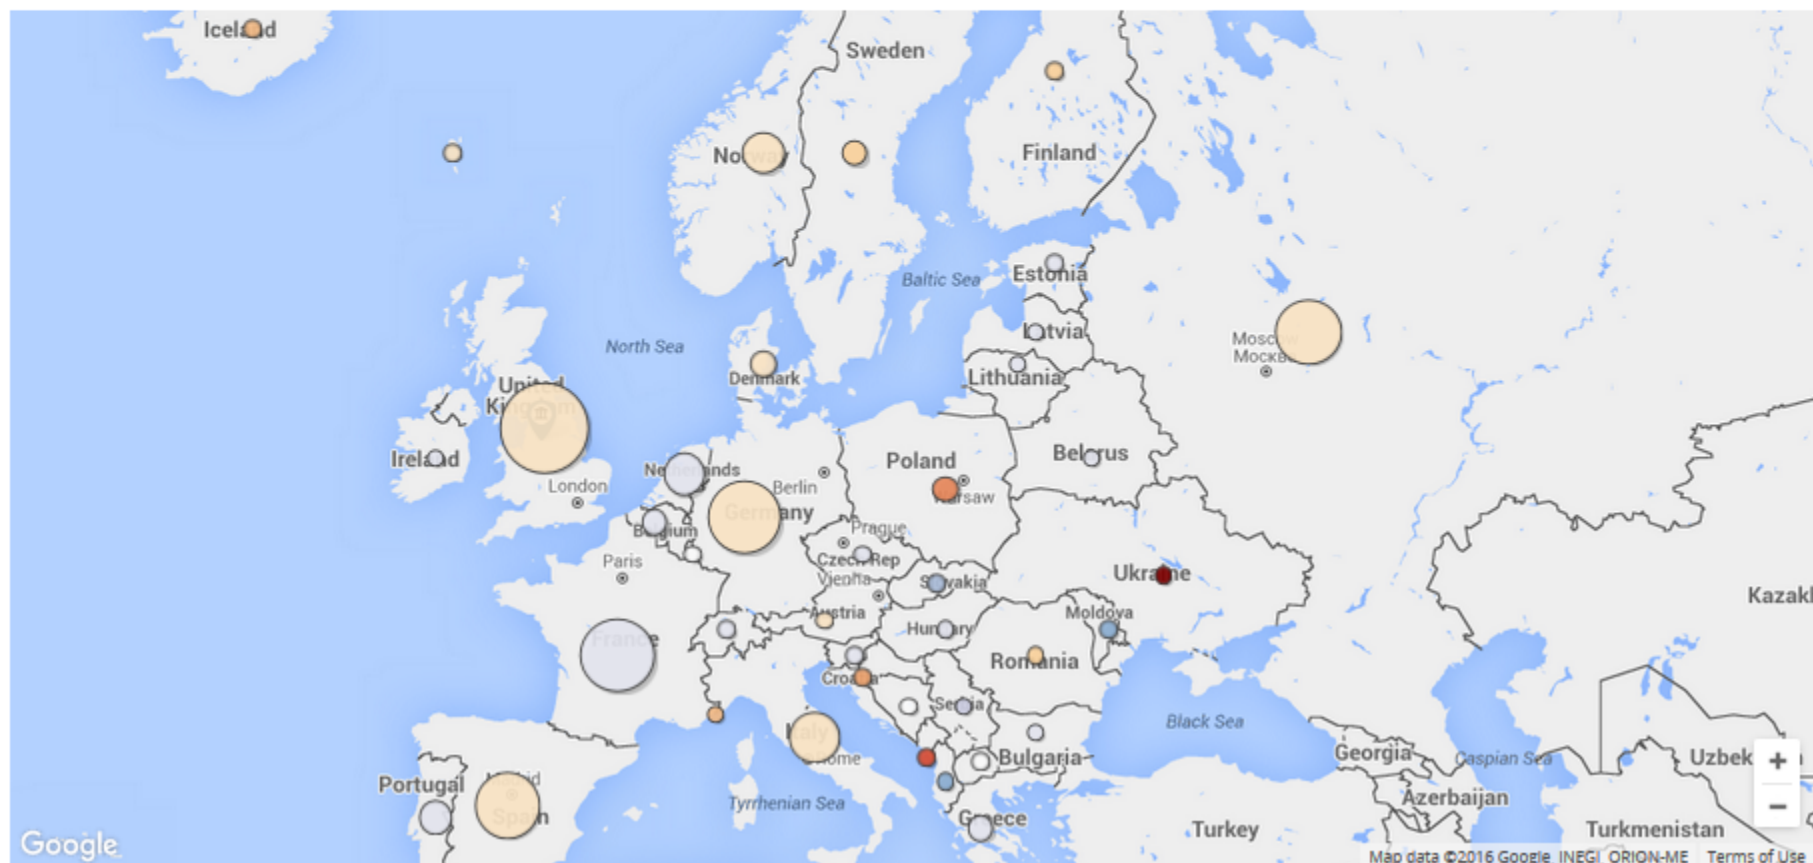 Iceland
Sweden
Norway
Finland
Estonia
Baltic Sea
Latvia
North Sea
Moscow
Москва
Lithuania
Denmark
United
Kingdom
Ireland
London
Netherlands
Berlin
Germany
Poland
Warsaw
Belarus
Belgium
Paris
Prague
Czech Rep
Vienna
Slovakia
Ukraine
Austria
Hungary
Moldova
Kazakl
France
Romania
Croatia
Serbia
Italy
Rome
Bulgaria
Black Sea
Georgia
Caspian Sea
Uzbek
Portugal
Madrid
Spain
Tyrrhenian Sea
Greece
Turkey
Azerbaijan
Turkmenistan
+
−
Google
Map data ©2016 Google, INEGI, ORION-ME
Terms of Use